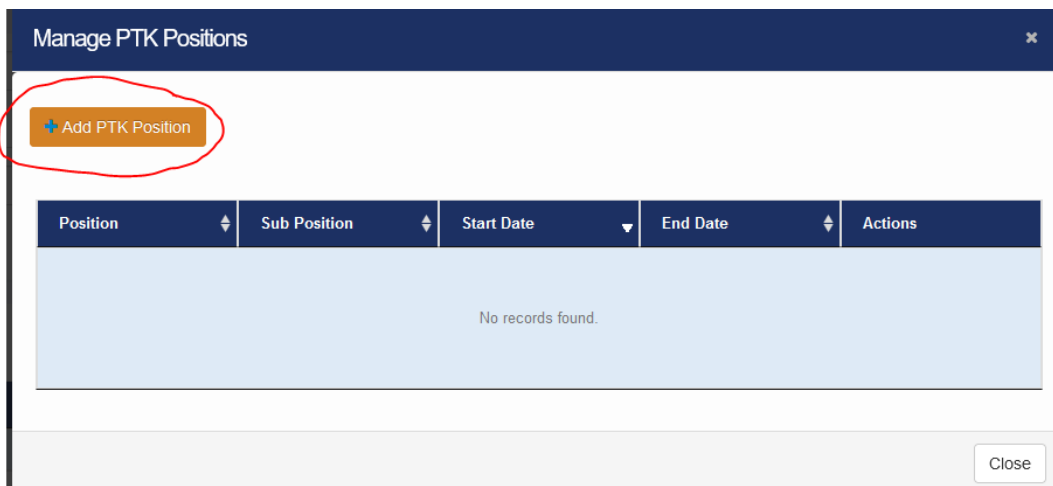 Manage PTK Positions
Add PTK Position
Position Sub Position Start Date End Date Actions
No records found.
Close